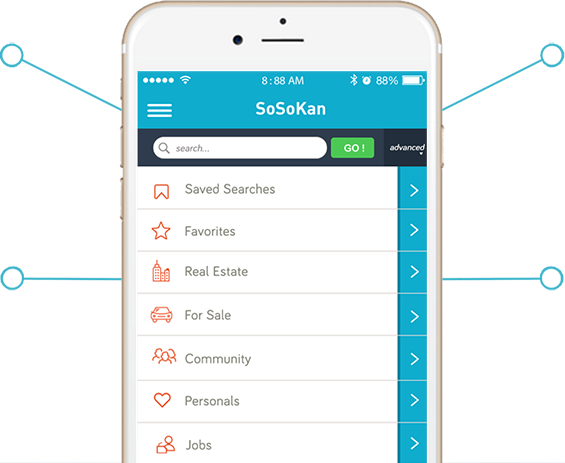 8:88 AM 88%
SoSoKan
search... GO ! advanced
Saved Searches
Favorites
Real Estate
For Sale
Community
Personals
Jobs